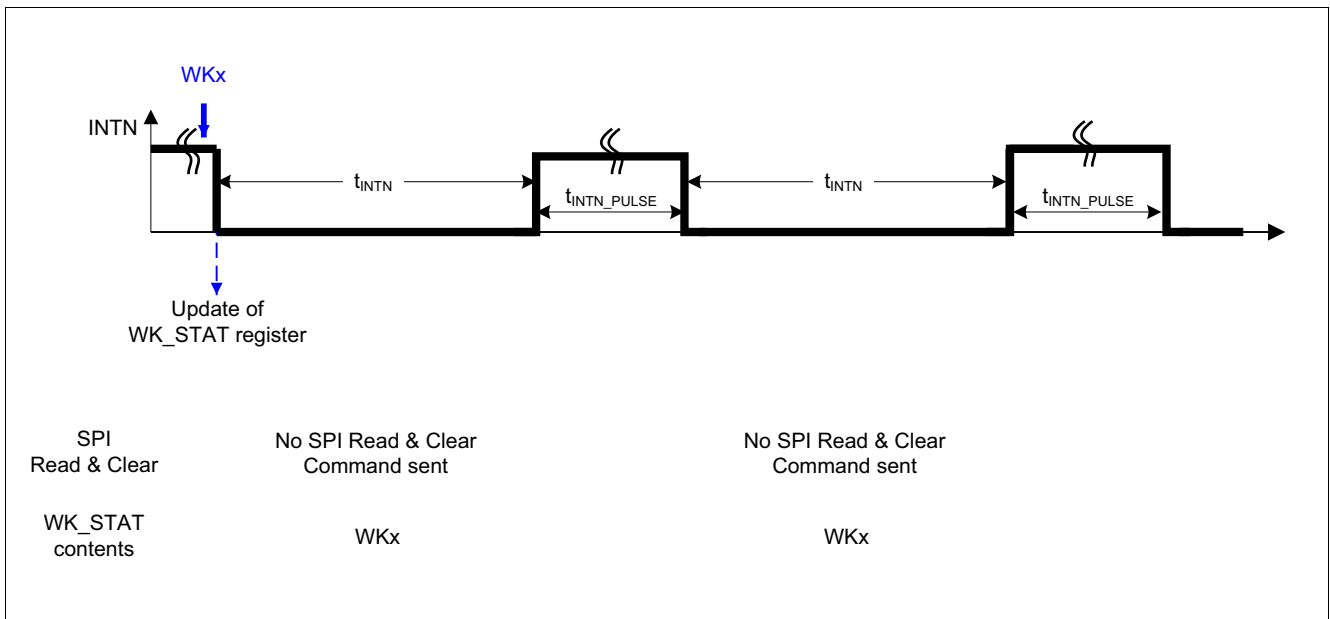 WKx
INTN
tINTN
tINTN
tINTN_PULSE
tINTN_PULSE
Update of
WK_STAT register
SPI
Read & Clear
No SPI Read & Clear
Command sent
No SPI Read & Clear
Command sent
WK_STAT
contents
WKx
WKx